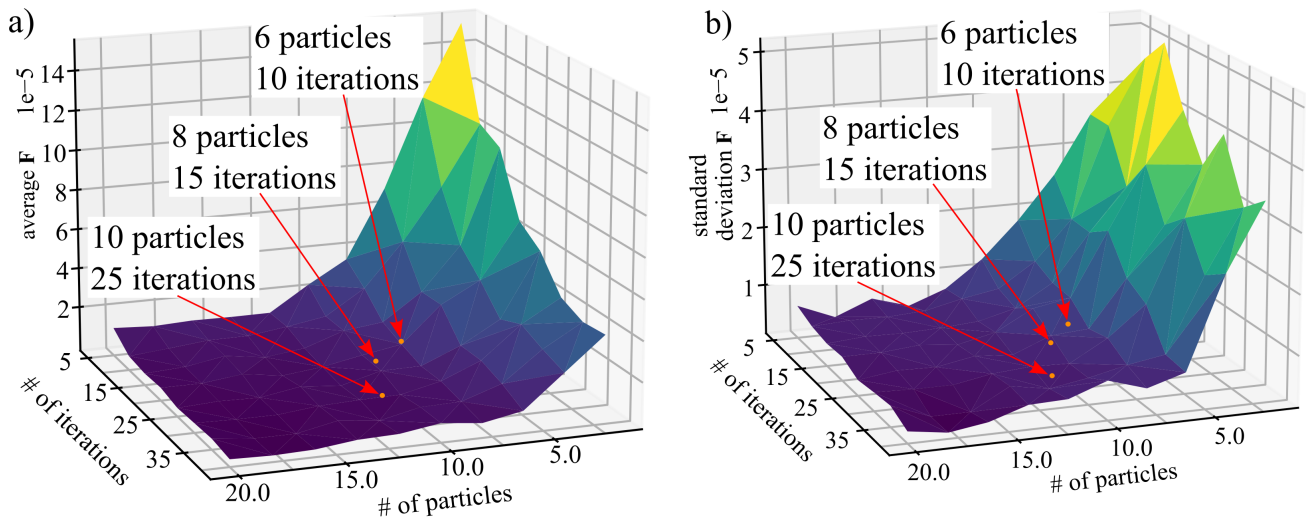 a)
6 particles
10 iterations
8 particles
15 iterations
10 particles
25 iterations
average F 1e−5
14
12
10
8
6
4
2
5
15
25
35
# of iterations
20.0
15.0
10.0
5.0
# of particles
b)
6 particles
10 iterations
8 particles
15 iterations
10 particles
25 iterations
standard
deviation F 1e−5
5
4
3
2
1
5
15
25
35
# of iterations
20.0
15.0
10.0
5.0
# of particles